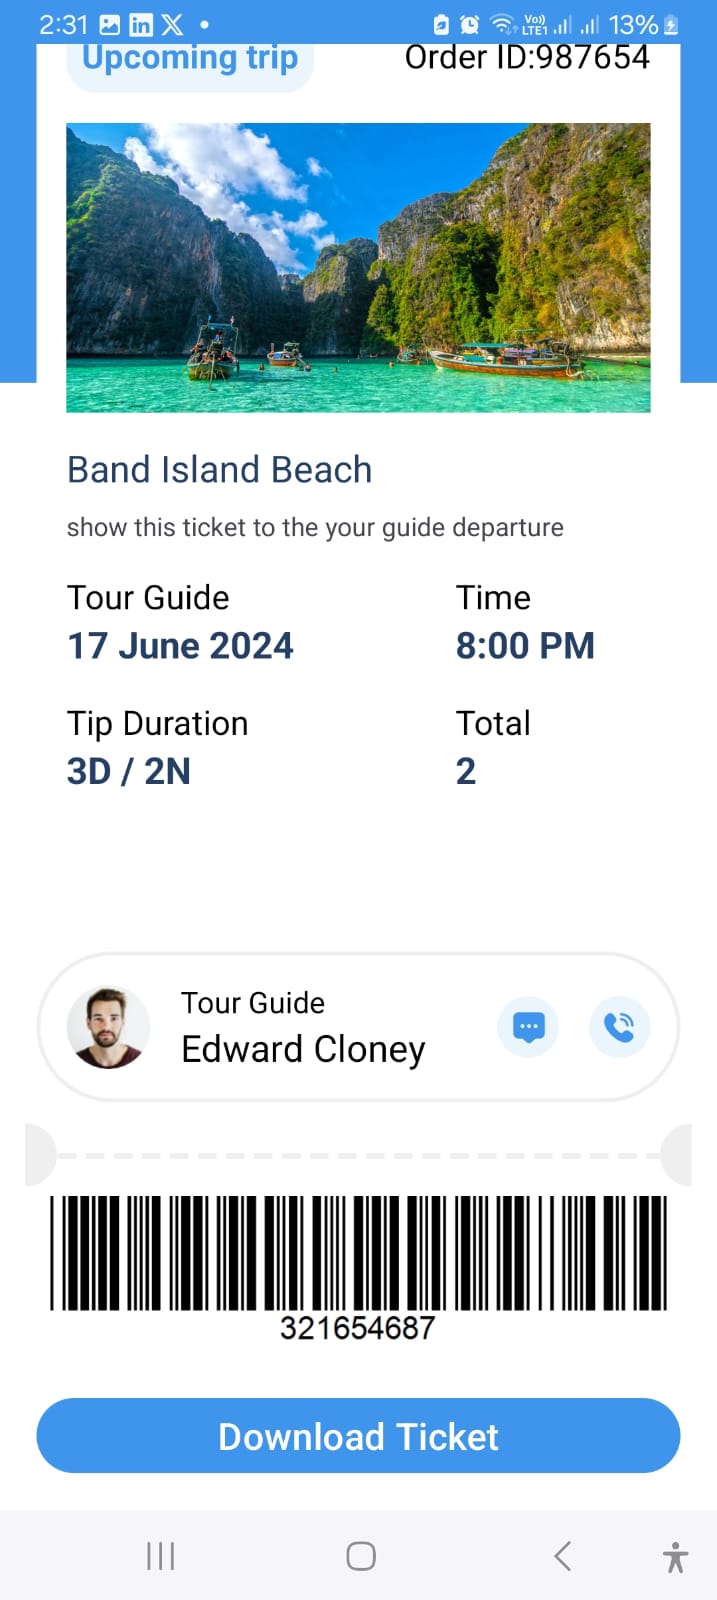 2:31
Vo))
LTE1
13%
Upcoming trip
Order ID:987654
Band Island Beach
show this ticket to the your guide departure
Tour Guide
Time
17 June 2024
8:00 PM
Tip Duration
Total
3D / 2N
2
Tour Guide
Edward Cloney
321654687
Download Ticket